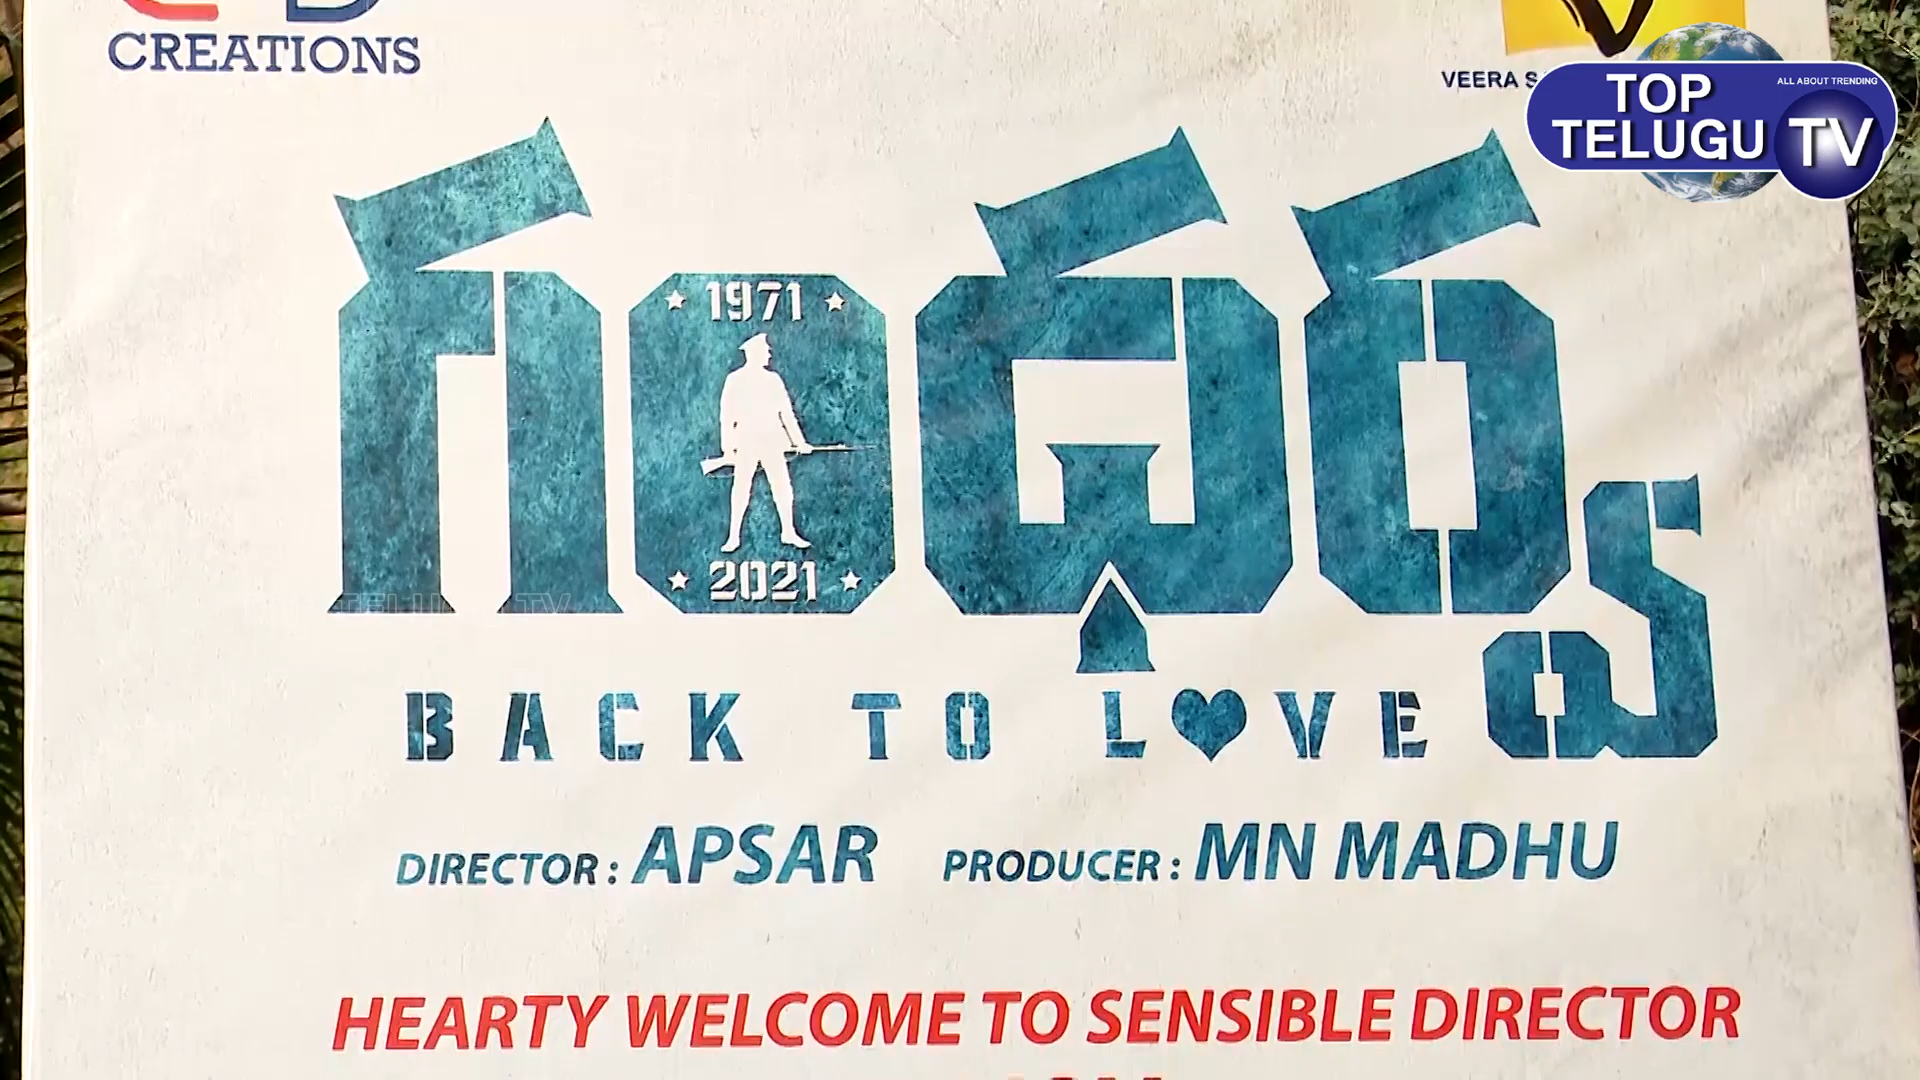 CREATIONS
VEERA
TOP
ALL ABOUT TRENDING
TELUGU TV
గంధర్వ
1971
2021
BACK TO LOVE
DIRECTOR : APSAR PRODUCER : MN MADHU
HEARTY WELCOME TO SENSIBLE DIRECTOR